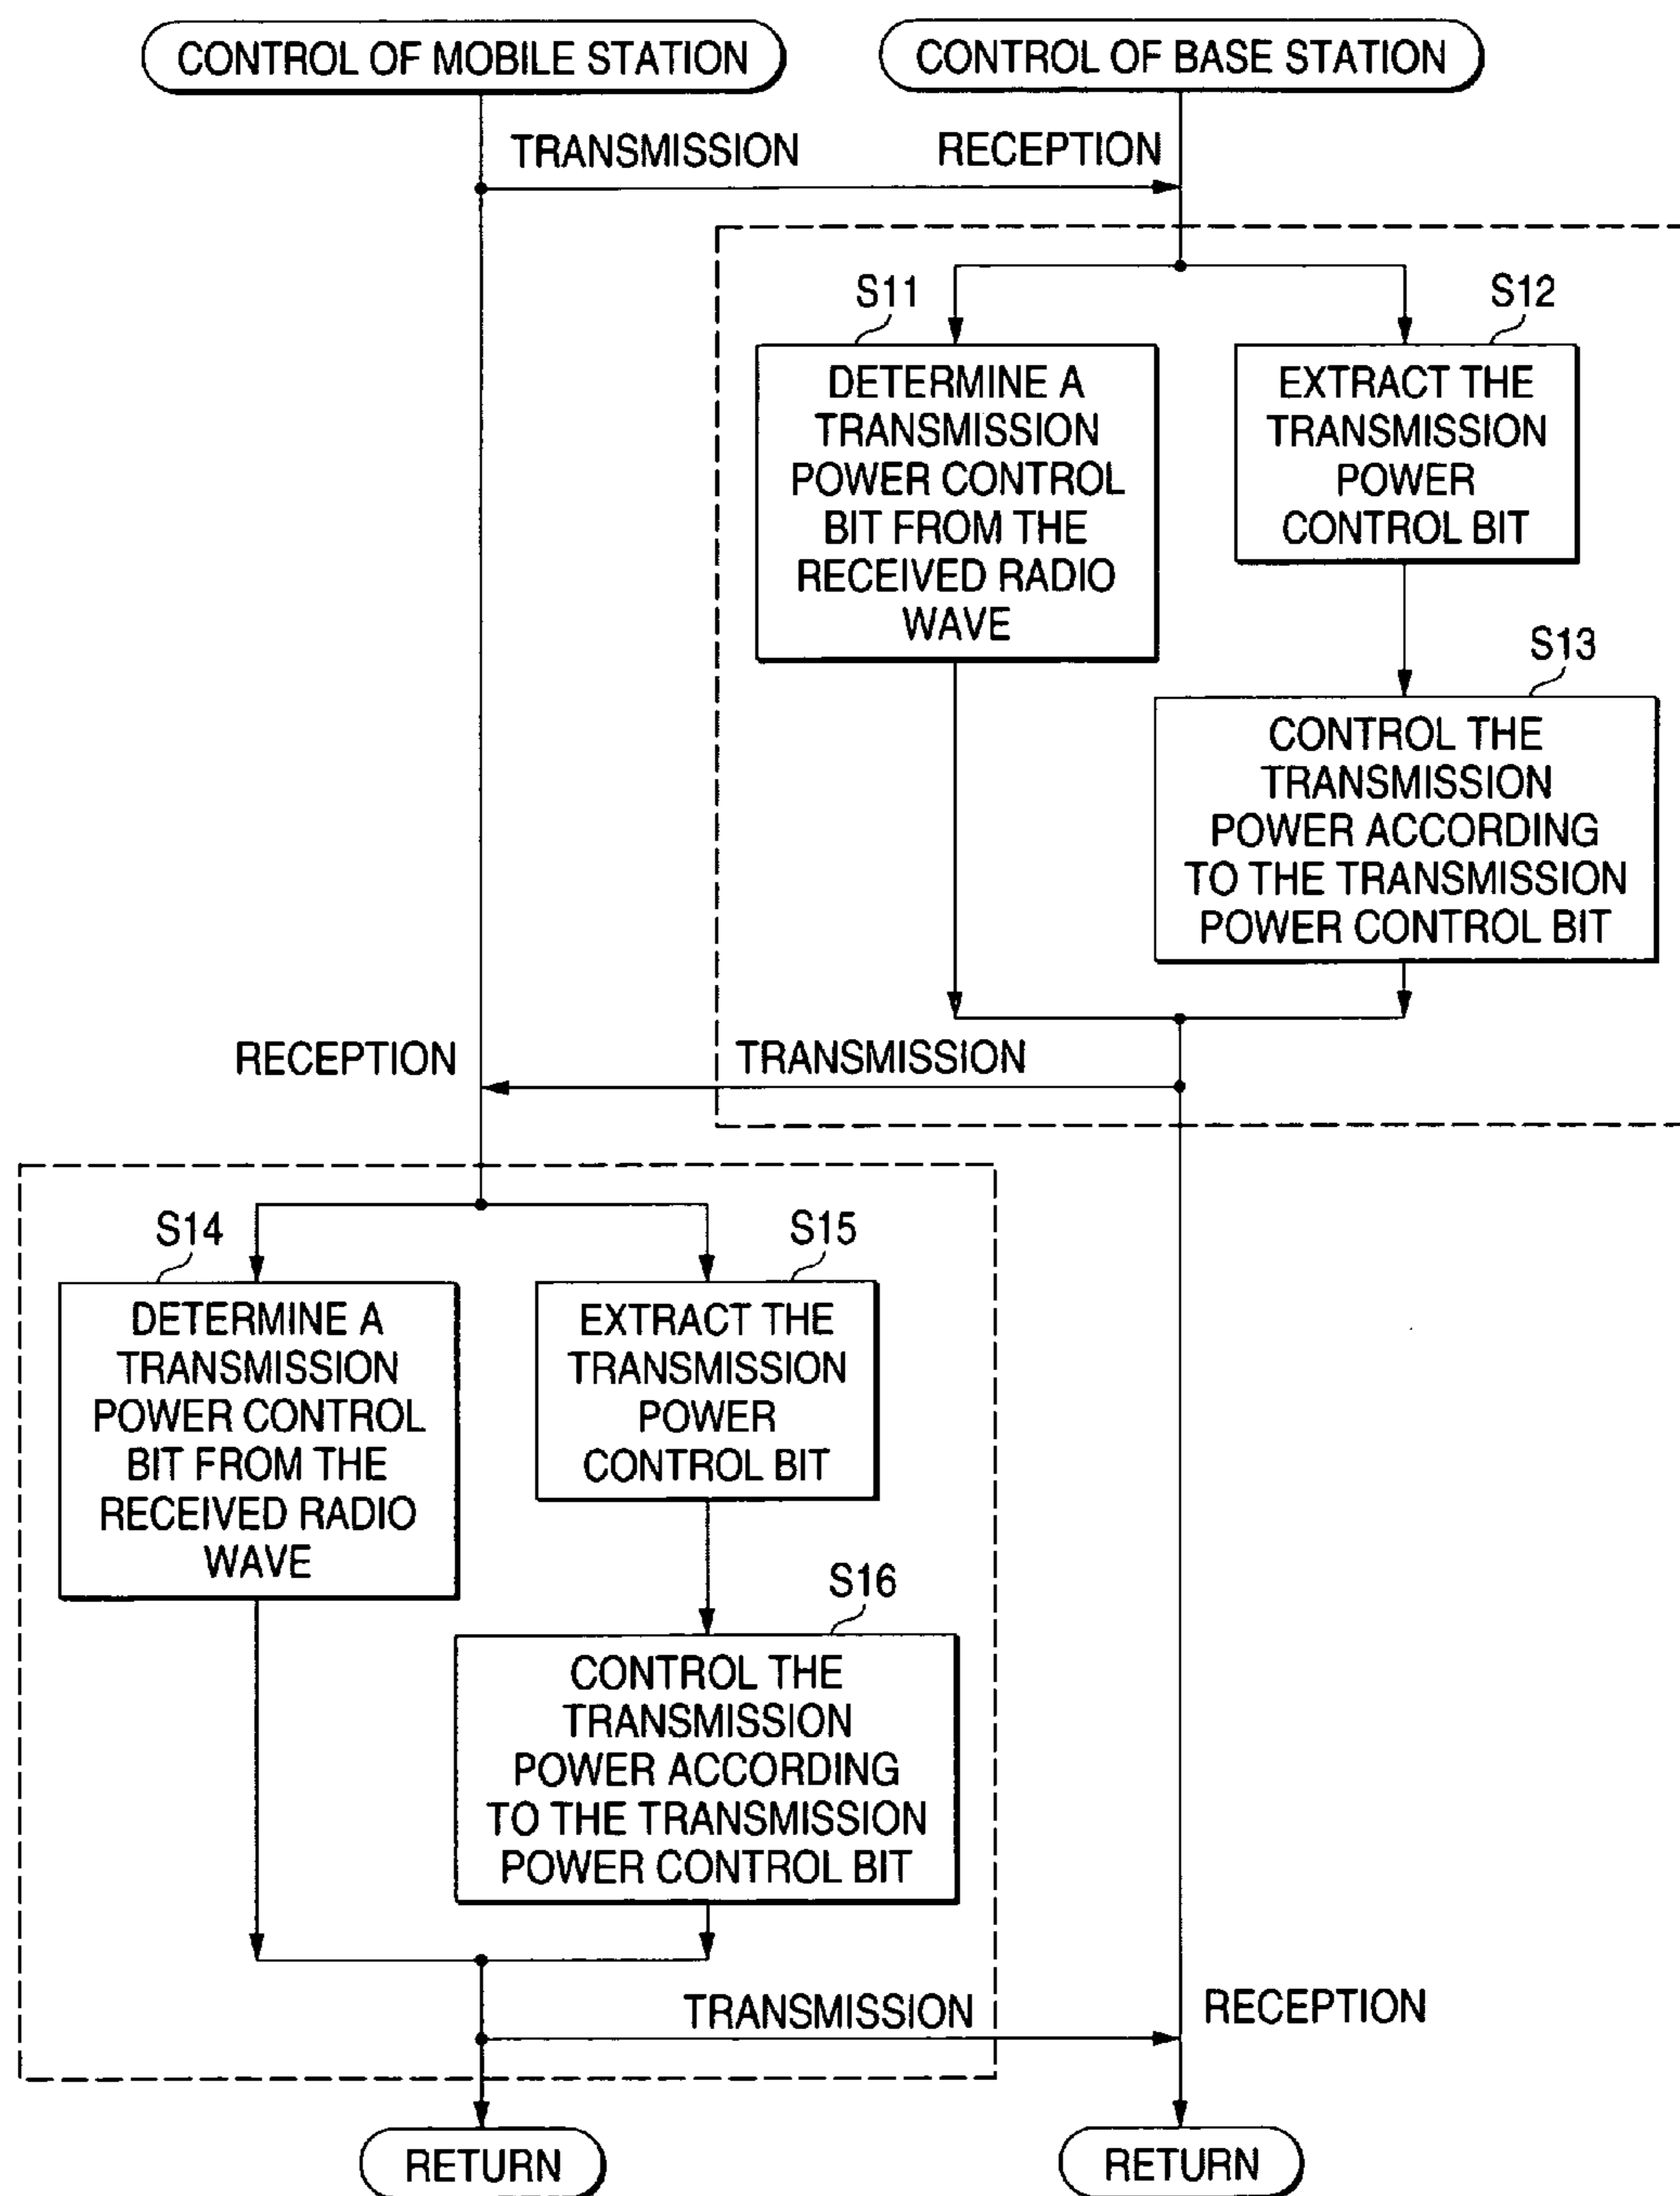 CONTROL OF MOBILE STATION
CONTROL OF BASE STATION
TRANSMISSION
RECEPTION
S11
S12
DETERMINE A
TRANSMISSION
POWER CONTROL
BIT FROM THE
RECEIVED RADIO
WAVE
EXTRACT THE
TRANSMISSION
POWER
CONTROL BIT
S13
CONTROL THE
TRANSMISSION
POWER ACCORDING
TO THE TRANSMISSION
POWER CONTROL BIT
RECEPTION
TRANSMISSION
S14
S15
DETERMINE A
TRANSMISSION
POWER CONTROL
BIT FROM THE
RECEIVED RADIO
WAVE
EXTRACT THE
TRANSMISSION
POWER
CONTROL BIT
S16
CONTROL THE
TRANSMISSION
POWER ACCORDING
TO THE TRANSMISSION
POWER CONTROL BIT
TRANSMISSION
RECEPTION
RETURN
RETURN